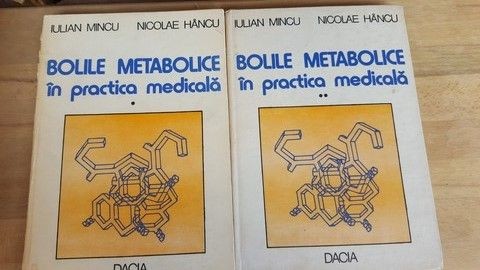 IULIAN MINCU NICOLAE HÂNCU
BOLILE METABOLICE
în practica medicală
*
DACIA
IULIAN MINCU NICOLAE HÂNCU
BOLILE METABOLICE
în practica medicală
**
DACIA